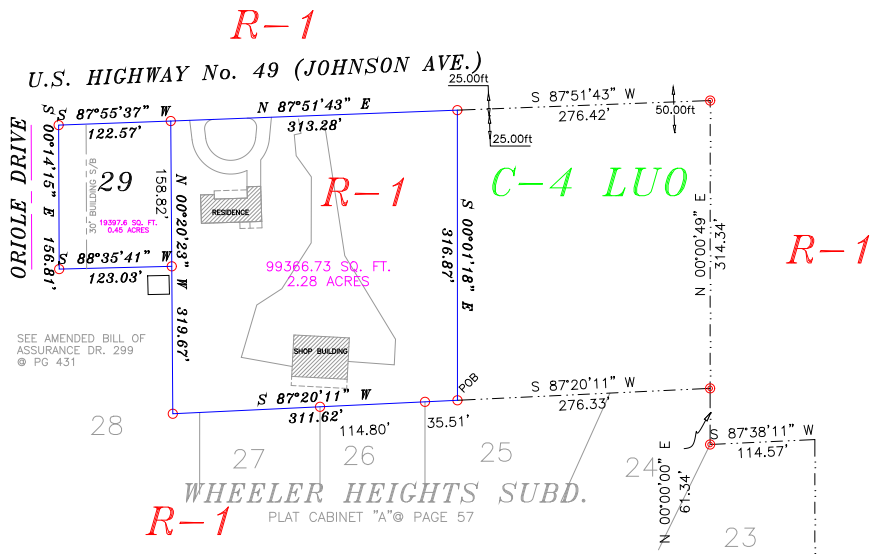 R-1
U.S. HIGHWAY No. 49 (JOHNSON AVE.)
25.00ft
S 87°51'43" W
276.42'
50.00ft
25.00ft
S 87°55'37" W
122.57'
N 87°51'43" E
313.28'
ORIOLE DRIVE
S 00°14'15" E 156.81'
30' BUILDING S/B
29
19397.6 SQ. FT.
0.45 ACRES
158.82'
N 00°20'23" W 319.67'
RESIDENCE
R-1
C-4 LUO
S 00°01'18" E
316.87'
N 00°00'49" E
314.34'
R-1
S 88°35'41" W
123.03'
99366.73 SQ. FT.
2.28 ACRES
SEE AMENDED BILL OF
ASSURANCE DR. 299
@ PG 431
SHOP BUILDING
POB
S 87°20'11" W
311.62'
S 87°20'11" W
276.33'
114.80'
35.51'
28
27
26
25
24
23
N 00°00'00" E
61.34'
S 87°38'11" W
114.57'
WHEELER HEIGHTS SUBD.
PLAT CABINET "A"@ PAGE 57
R-1